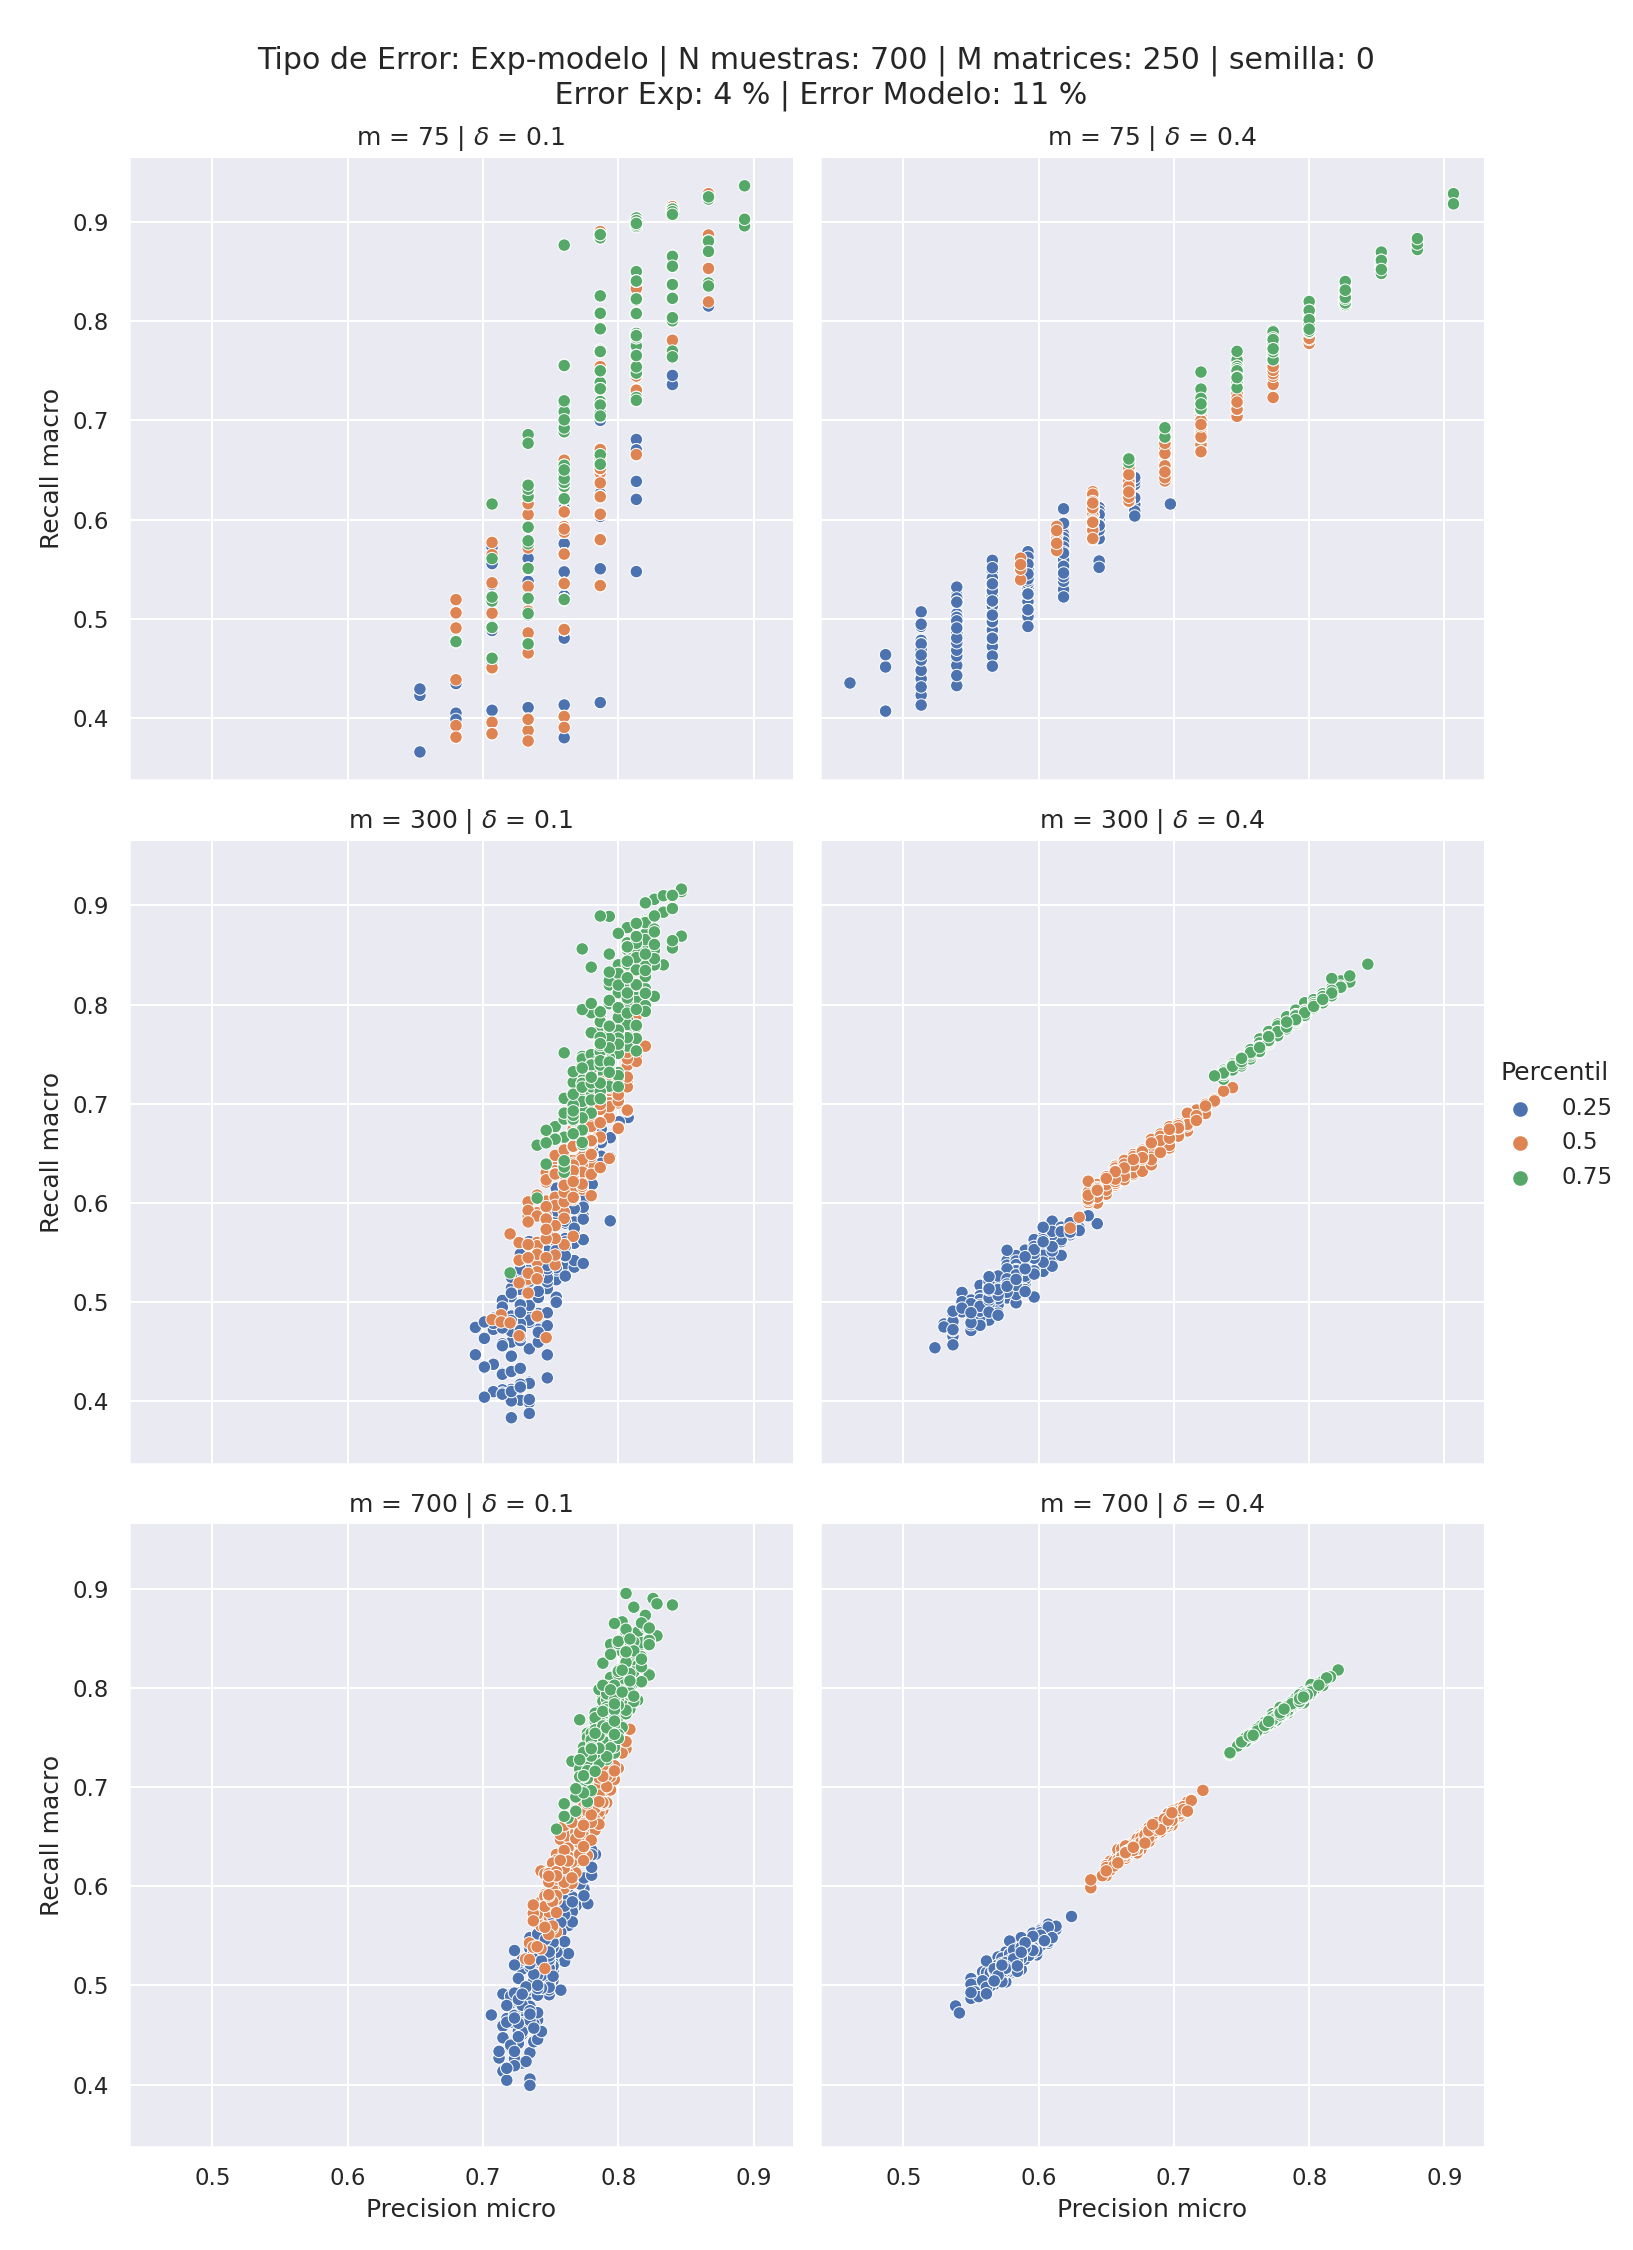 Tipo de Error: Exp-modelo | N muestras: 700 | M matrices: 250 | semilla: 0
Error Exp: 4 % | Error Modelo: 11 %
m = 75 | δ = 0.1
m = 75 | δ = 0.4
0.9
0.8
0.7
0.6
0.5
0.4
Recall macro
m = 300 | δ = 0.1
m = 300 | δ = 0.4
0.9
0.8
0.7
0.6
0.5
0.4
Recall macro
Percentil
0.25
0.5
0.75
m = 700 | δ = 0.1
m = 700 | δ = 0.4
0.9
0.8
0.7
0.6
0.5
0.4
Recall macro
0.5 0.6 0.7 0.8 0.9
0.5 0.6 0.7 0.8 0.9
Precision micro
Precision micro